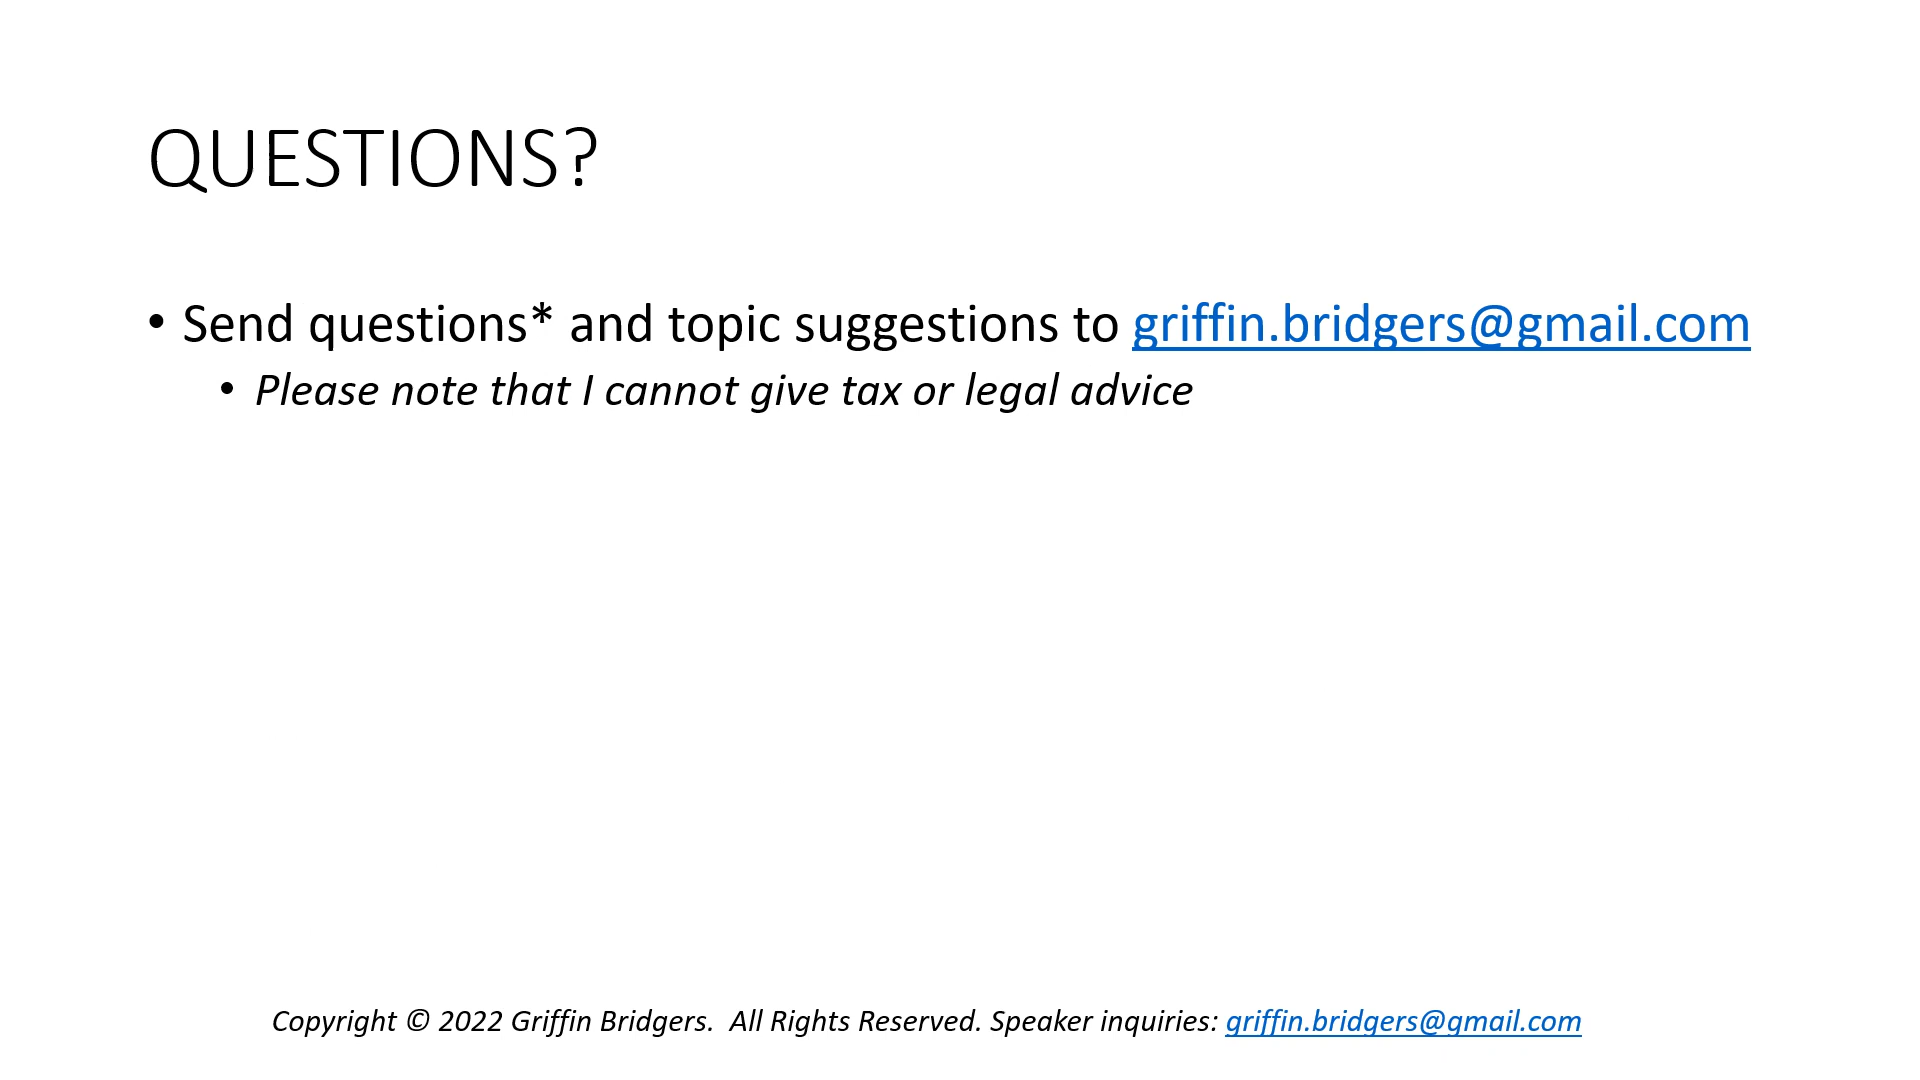 QUESTIONS?
• Send questions* and topic suggestions to griffin.bridgers@gmail.com
• Please note that I cannot give tax or legal advice
Copyright © 2022 Griffin Bridgers.  All Rights Reserved. Speaker inquiries: griffin.bridgers@gmail.com